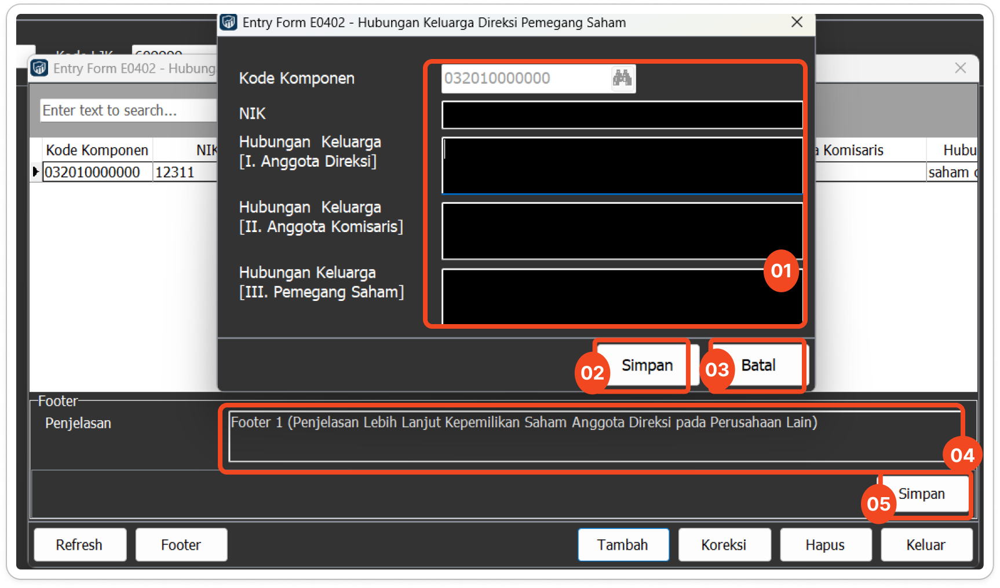 Entry Form E0402 - Hubungan Keluarga Direksi Pemegang Saham
Entry Form E0402 - Hubung
Enter text to search...
Kode Komponen
NIK
a Komisaris
Hubu
032010000000
12311
saham
Kode Komponen
032010000000
NIK
Hubungan Keluarga
[I. Anggota Direksi]
Hubungan Keluarga
[II. Anggota Komisaris]
Hubungan Keluarga
[III. Pemegang Saham]
01
02
Simpan
03
Batal
Footer
Penjelasan
Footer 1 (Penjelasan Lebih Lanjut Kepemilikan Saham Anggota Direksi pada Perusahaan Lain)
04
05
Simpan
Refresh
Footer
Tambah
Koreksi
Hapus
Keluar